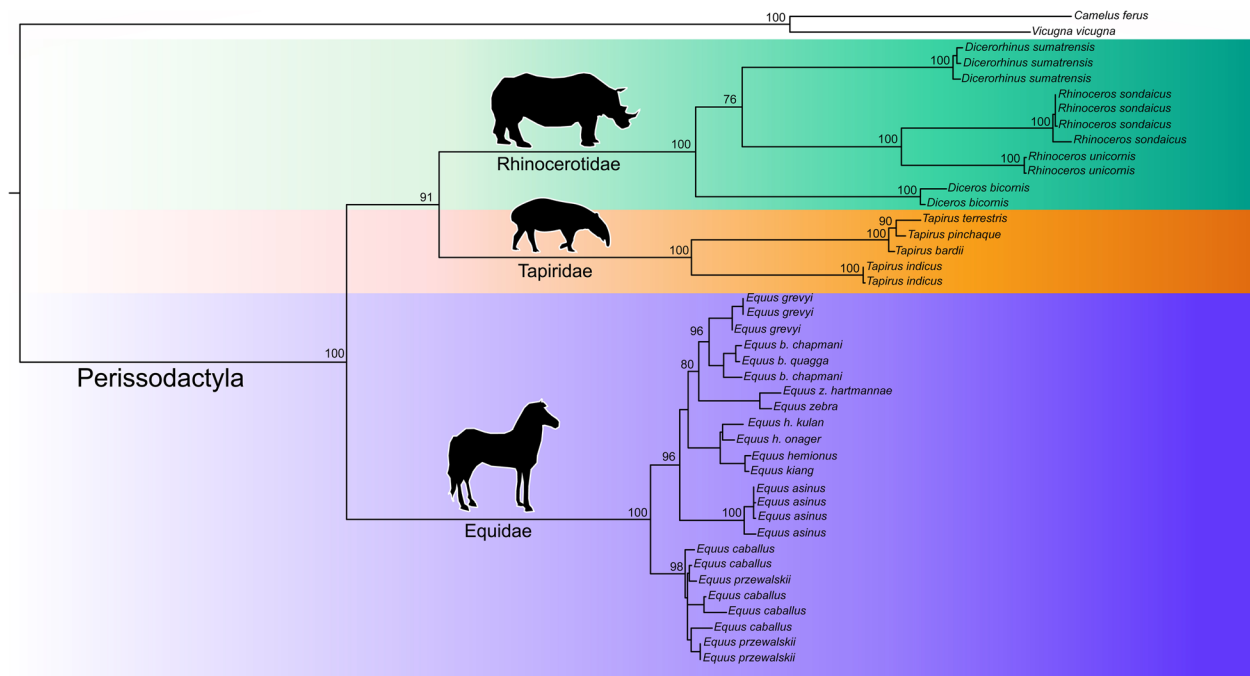 100
Camelus ferus
Vicugna vicugna
Dicerorhinus sumatrensis
100
Dicerorhinus sumatrensis
Dicerorhinus sumatrensis
76
Rhinoceros sondaicus
Rhinoceros sondaicus
100
Rhinoceros sondaicus
Rhinoceros sondaicus
100
100
Rhinocerotidae
100
Rhinoceros unicornis
Rhinoceros unicornis
91
100
Diceros bicornis
Diceros bicornis
90
Tapirus terrestris
100
Tapirus pinchaque
Tapirus bardii
100
Tapiridae
100
Tapirus indicus
Tapirus indicus
Equus grevyi
Equus grevyi
96
Equus grevyi
100
Perissodactyla
Equus b. chapmani
80
Equus b. quagga
Equus b. chapmani
Equus z. hartmannae
Equus zebra
Equus h. kulan
Equus h. onager
96
Equus hemionus
Equus kiang
Equus asinus
Equus asinus
100
100
Equus asinus
Equidae
Equus asinus
Equus caballus
98
Equus caballus
Equus przewalskii
Equus caballus
Equus caballus
Equus caballus
Equus przewalskii
Equus przewalskii